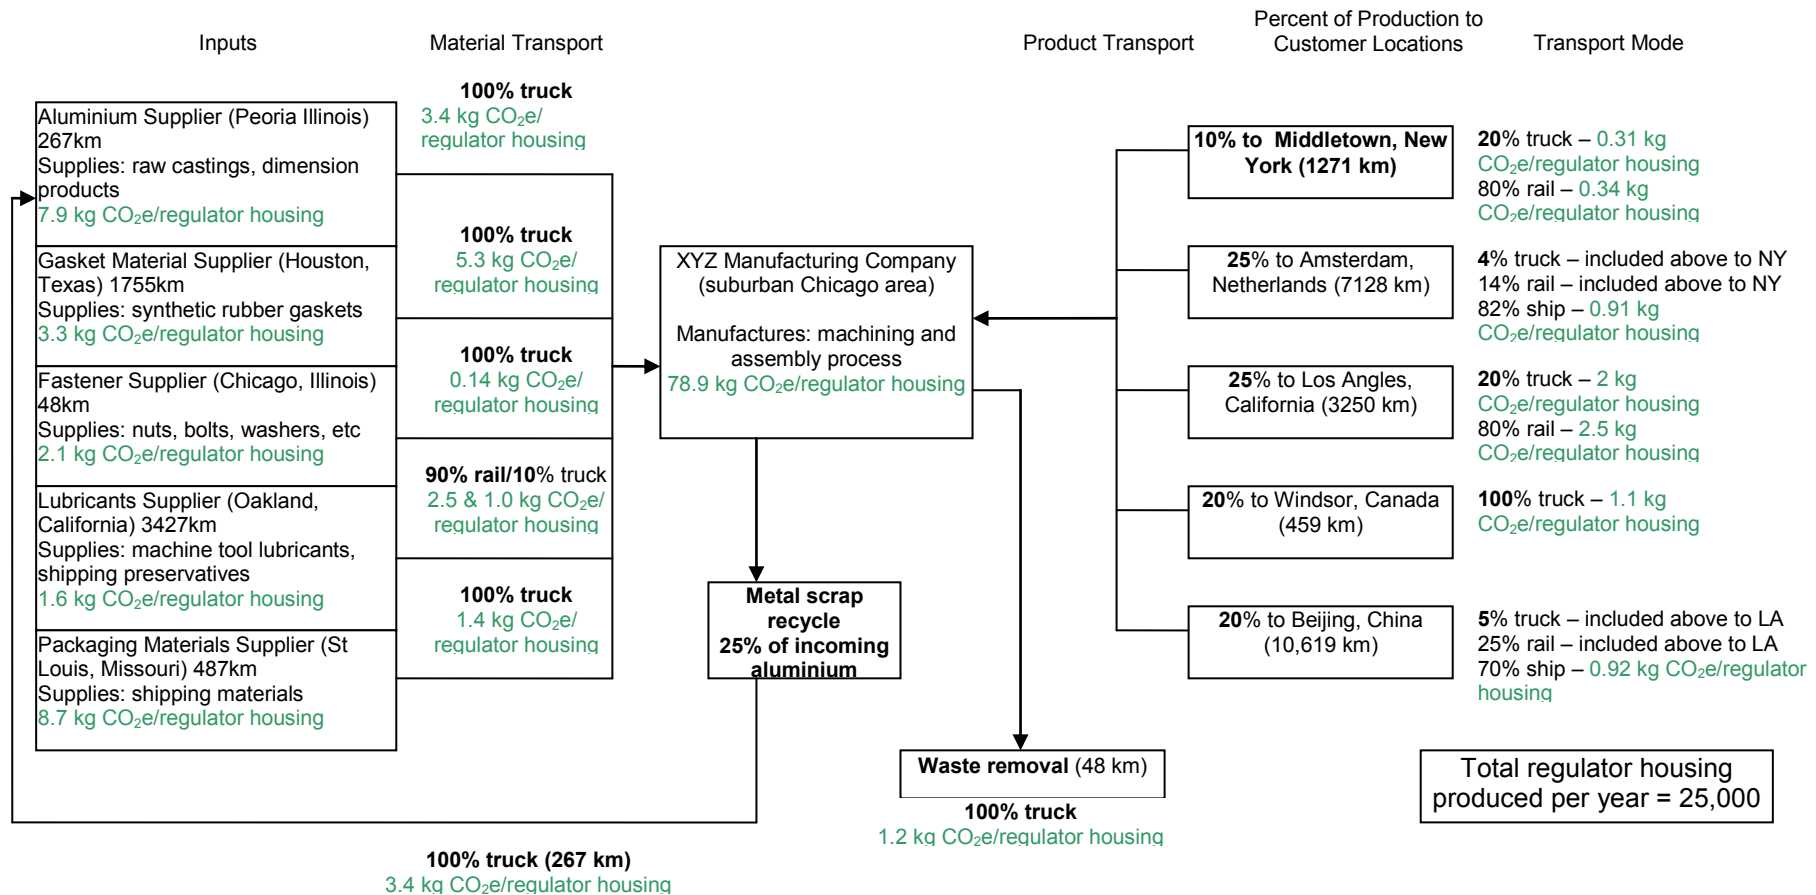 Inputs
Material Transport
Product Transport
Percent of Production to
Customer Locations
Transport Mode
Aluminium Supplier (Peoria Illinois)
267km
Supplies: raw castings, dimension
products
7.9 kg CO₂e/regulator housing
Gasket Material Supplier (Houston,
Texas) 1755km
Supplies: synthetic rubber gaskets
3.3 kg CO₂e/regulator housing
Fastener Supplier (Chicago, Illinois)
48km
Supplies: nuts, bolts, washers, etc
2.1 kg CO₂e/regulator housing
Lubricants Supplier (Oakland,
California) 3427km
Supplies: machine tool lubricants,
shipping preservatives
1.6 kg CO₂e/regulator housing
Packaging Materials Supplier (St
Louis, Missouri) 487km
Supplies: shipping materials
8.7 kg CO₂e/regulator housing
100% truck
3.4 kg CO₂e/
regulator housing
100% truck
5.3 kg CO₂e/
regulator housing
100% truck
0.14 kg CO₂e/
regulator housing
90% rail/10% truck
2.5 & 1.0 kg CO₂e/
regulator housing
100% truck
1.4 kg CO₂e/
regulator housing
XYZ Manufacturing Company
(suburban Chicago area)
Manufactures: machining and
assembly process
78.9 kg CO₂e/regulator housing
Metal scrap
recycle
25% of incoming
aluminium
Waste removal (48 km)
100% truck
1.2 kg CO₂e/regulator housing
100% truck (267 km)
3.4 kg CO₂e/regulator housing
10% to Middletown, New
York (1271 km)
20% truck – 0.31 kg
CO₂e/regulator housing
80% rail – 0.34 kg
CO₂e/regulator housing
25% to Amsterdam,
Netherlands (7128 km)
4% truck – included above to NY
14% rail – included above to NY
82% ship – 0.91 kg
CO₂e/regulator housing
25% to Los Angles,
California (3250 km)
20% truck – 2 kg
CO₂e/regulator housing
80% rail – 2.5 kg
CO₂e/regulator housing
20% to Windsor, Canada
(459 km)
100% truck – 1.1 kg
CO₂e/regulator housing
20% to Beijing, China
(10,619 km)
5% truck – included above to LA
25% rail – included above to LA
70% ship – 0.92 kg CO₂e/regulator
housing
Total regulator housing
produced per year = 25,000